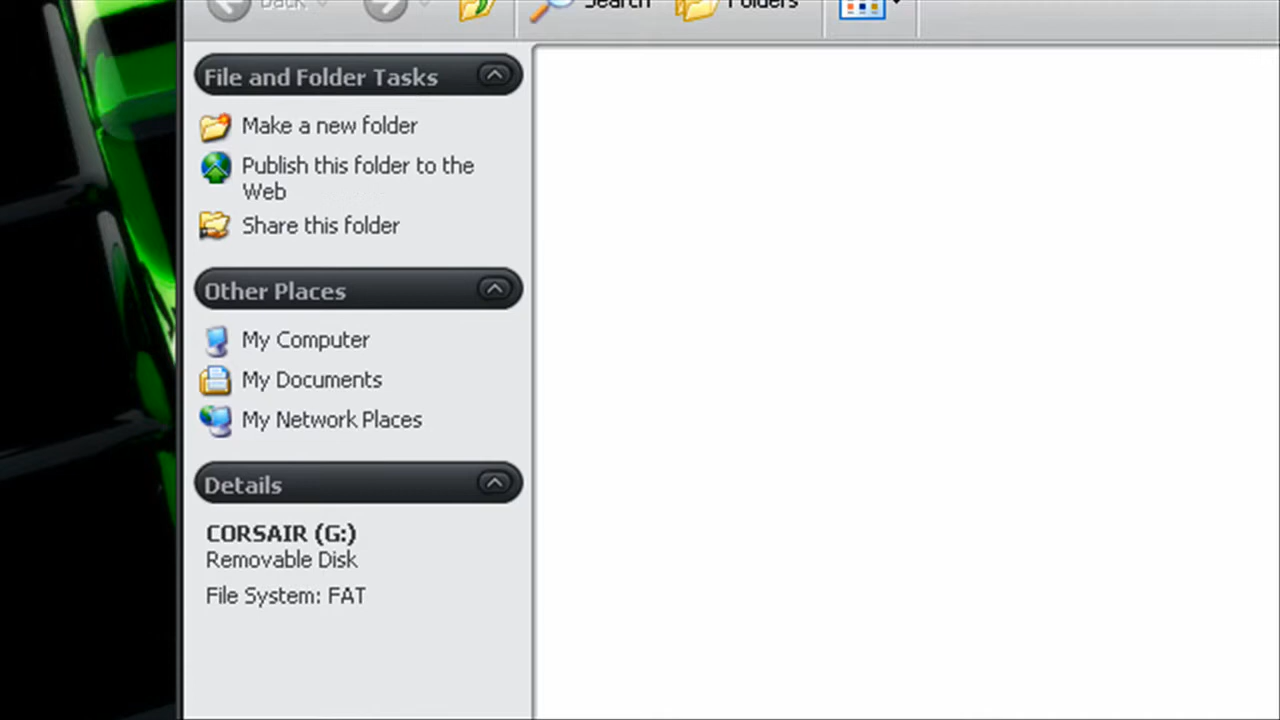 Back
Search
Folders
File and Folder Tasks
Make a new folder
Publish this folder to the
Web
Share this folder
Other Places
My Computer
My Documents
My Network Places
Details
CORSAIR (G:)
Removable Disk
File System: FAT